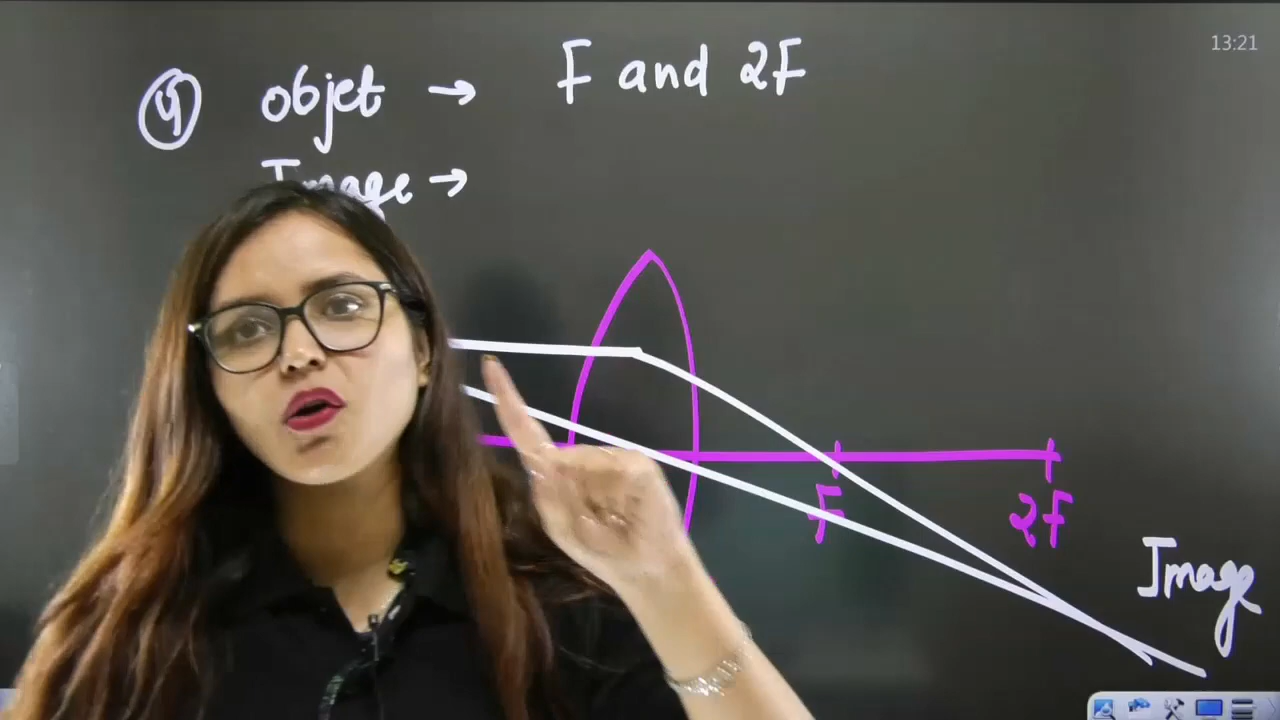 13:21
④ objet → F and 2F
Image →
F
2F
Image